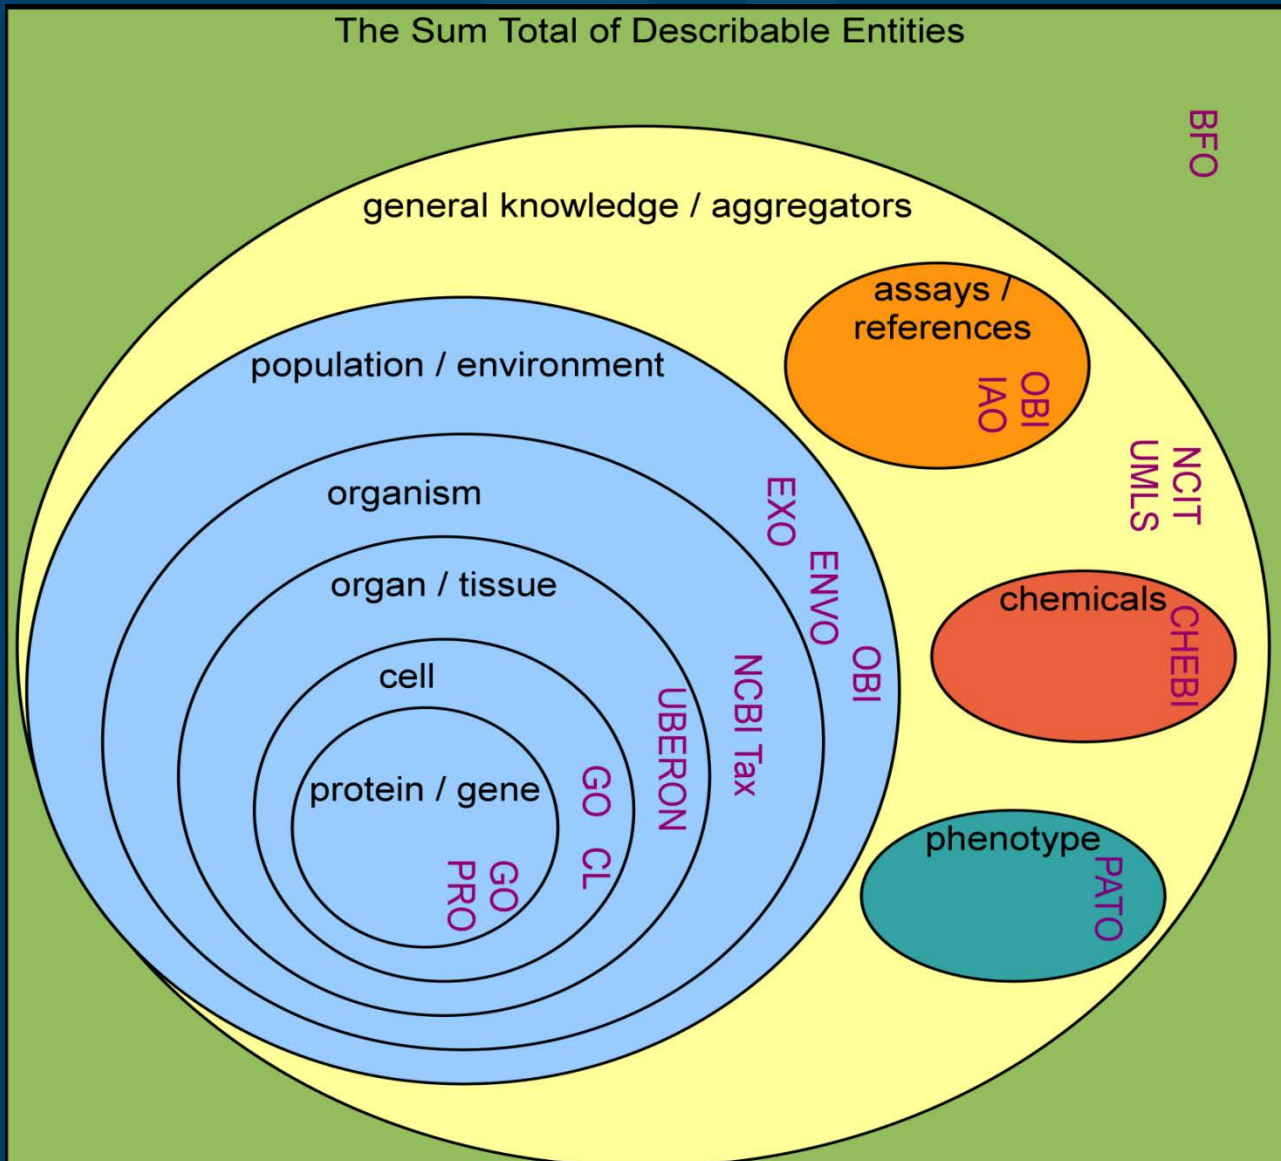 The Sum Total of Describable Entities
BFO
general knowledge / aggregators
assays /
references
OBI
IAO
population / environment
NCIT
UMLS
organism
EXO
ENVO
OBI
organ / tissue
chemicals
CHEBI
cell
NCBI Tax
UBERON
protein / gene
GO
CL
GO
PRO
phenotype
PATO